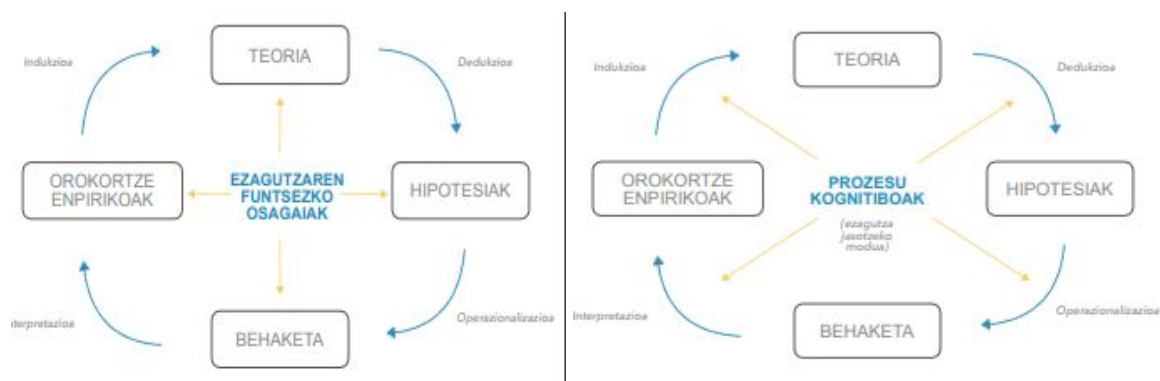 TEORIA
Indukzioa
Dedukzioa
OROKORTZE
ENPIRIKOAK
EZAGUTZAREN
FUNTSEZKO
OSAGAIAK
HIPOTESIAK
nterpretazioa
Operazionalizazioa
BEHAKETA
TEORIA
Indukzioa
Dedukzioa
OROKORTZE
ENPIRIKOAK
PROZESU
KOGNITIBOAK
(ezagutza
jasotzeko
modua)
HIPOTESIAK
Interpretazioa
Operazionalizazioa
BEHAKETA